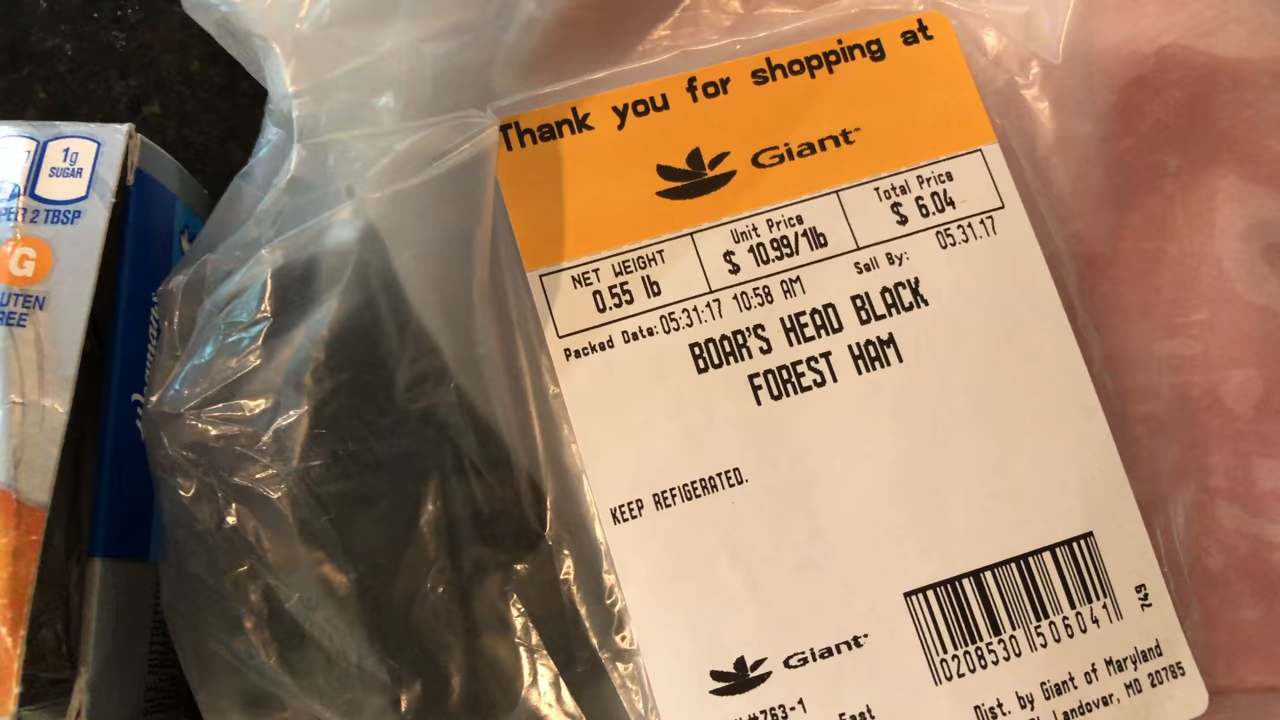 1g
SUGAR
PER 2 TBSP
G
Thank you for shopping at
Giant
NET WEIGHT
0.55 lb
Unit Price
$ 10.99/1lb
Total Price
$ 6.04
Packed Date: 05:31:17 10:58 AM
Sell By: 05.31.17
BOAR'S HEAD BLACK
FOREST HAM
KEEP REFIGERATED.
0208530 506041
749
Giant
#763-1
East
Dist. by Giant of Maryland
Landover, MD 20785